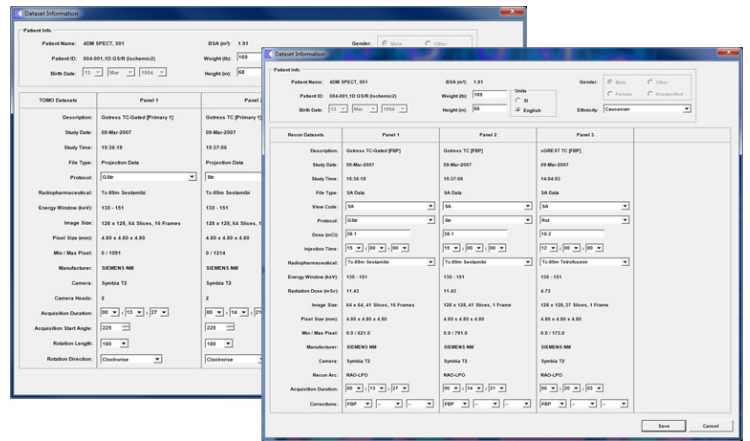 Dataset Information
Patient Info
Patient Name: 4DM SPECT, 001 BSA (m²) 1.91 Gender: Male Other
Patient ID: 004-001,1D GS/R (Ischemic2) Weight (lb) 169
Birth Date: 13 Mar 1954 Height (in) 68
TOMO Datasets Panel 1 Panel 2
Description: Gstress TC-Gated [Primary 1] Gstress TC [Primary 1]
Study Date: 09-Mar-2007 09-Mar-2007
Study Time: 15:36:19 15:37:06
File Type: Projection Data Projection Data
Protocol: GStr Str
Radiopharmaceutical: Tc-99m Sestamibi Tc-99m Sestamibi
Energy Window (keV): 130 - 151 130 - 151
Image Size: 128 x 128, 64 Slices, 16 Frames 128 x 128, 64 Slices, 1
Pixel Size (mm): 4.80 x 4.80 x 4.80 4.80 x 4.80 x 4.80
Min / Max Pixel: 0 / 1091 0 / 1214
Manufacturer: SIEMENS NM SIEMENS NM
Camera: Symbia T2 Symbia T2
Camera Heads: 2 2
Acquisition Duration: 00 : 13 : 27 00 : 14 : 21
Acquisition Start Angle: 225 225
Rotation Length: 180 180
Rotation Direction: Clockwise Clockwise
Dataset Information
Patient Info
Patient Name: 4DM SPECT, 001 BSA (m²) 1.91 Gender: Male Other
Patient ID: 004-001,1D GS/R (Ischemic2) Weight (lb) 169 Units SI Female Unspecified
Birth Date: 13 Mar 1954 Height (in) 68 English Ethnicity: Caucasian
Recon Datasets Panel 1 Panel 2 Panel 3
Description: Gstress TC-Gated [FBP] Gstress TC [FBP] sGREST TC [FBP]
Study Date: 09-Mar-2007 09-Mar-2007 09-Mar-2007
Study Time: 15:36:19 15:37:06 14:04:53
File Type: SA Data SA Data SA Data
View Code: SA SA SA
Protocol: GStr Str Rst
Dose (mCi): 38.1 38.1 10.2
Injection Time: 15 : 00 : 00 15 : 00 : 00 12 : 00 : 00
Radiopharmaceutical: Tc-99m Sestamibi Tc-99m Sestamibi Tc-99m Tetrofosmin
Energy Window (keV): 130 - 151 130 - 151 130 - 151
Radiation Dose (mSv): 11.43 11.43 4.73
Image Size: 64 x 64, 41 Slices, 16 Frames 128 x 128, 41 Slices, 1 Frame 128 x 128, 37 Slices, 1 Frame
Pixel Size (mm): 4.80 x 4.80 x 4.80 4.80 x 4.80 x 4.80 4.80 x 4.80 x 4.80
Min / Max Pixel: 0.0 / 621.0 0.0 / 791.0 0.0 / 173.0
Manufacturer: SIEMENS NM SIEMENS NM SIEMENS NM
Camera: Symbia T2 Symbia T2 Symbia T2
Recon Arc: RAO-LPO RAO-LPO RAO-LPO
Acquisition Duration: 00 : 13 : 27 00 : 14 : 21 00 : 20 : 03
Corrections: FBP - - FBP - - FBP - -
Save Cancel